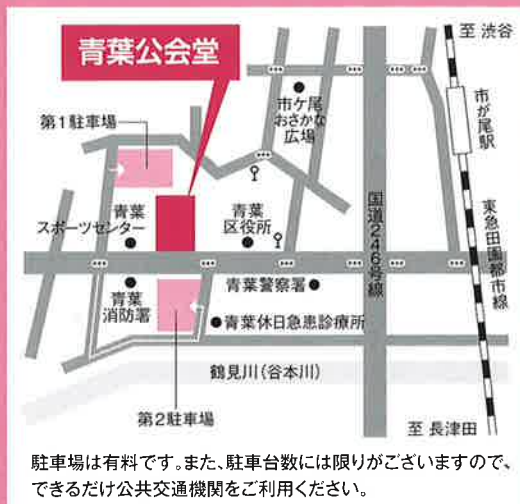 至 渋谷
青葉公会堂
市ケ尾
おさかな
広場
市が尾駅
第1駐車場
青葉
スポーツセンター
青葉
区役所
国道246号線
東急田園都市線
青葉
消防署
青葉警察署
青葉休日急患診療所
鶴見川(谷本川)
第2駐車場
至 長津田
駐車場は有料です。また、駐車台数には限りがございますので、
できるだけ公共交通機関をご利用ください。